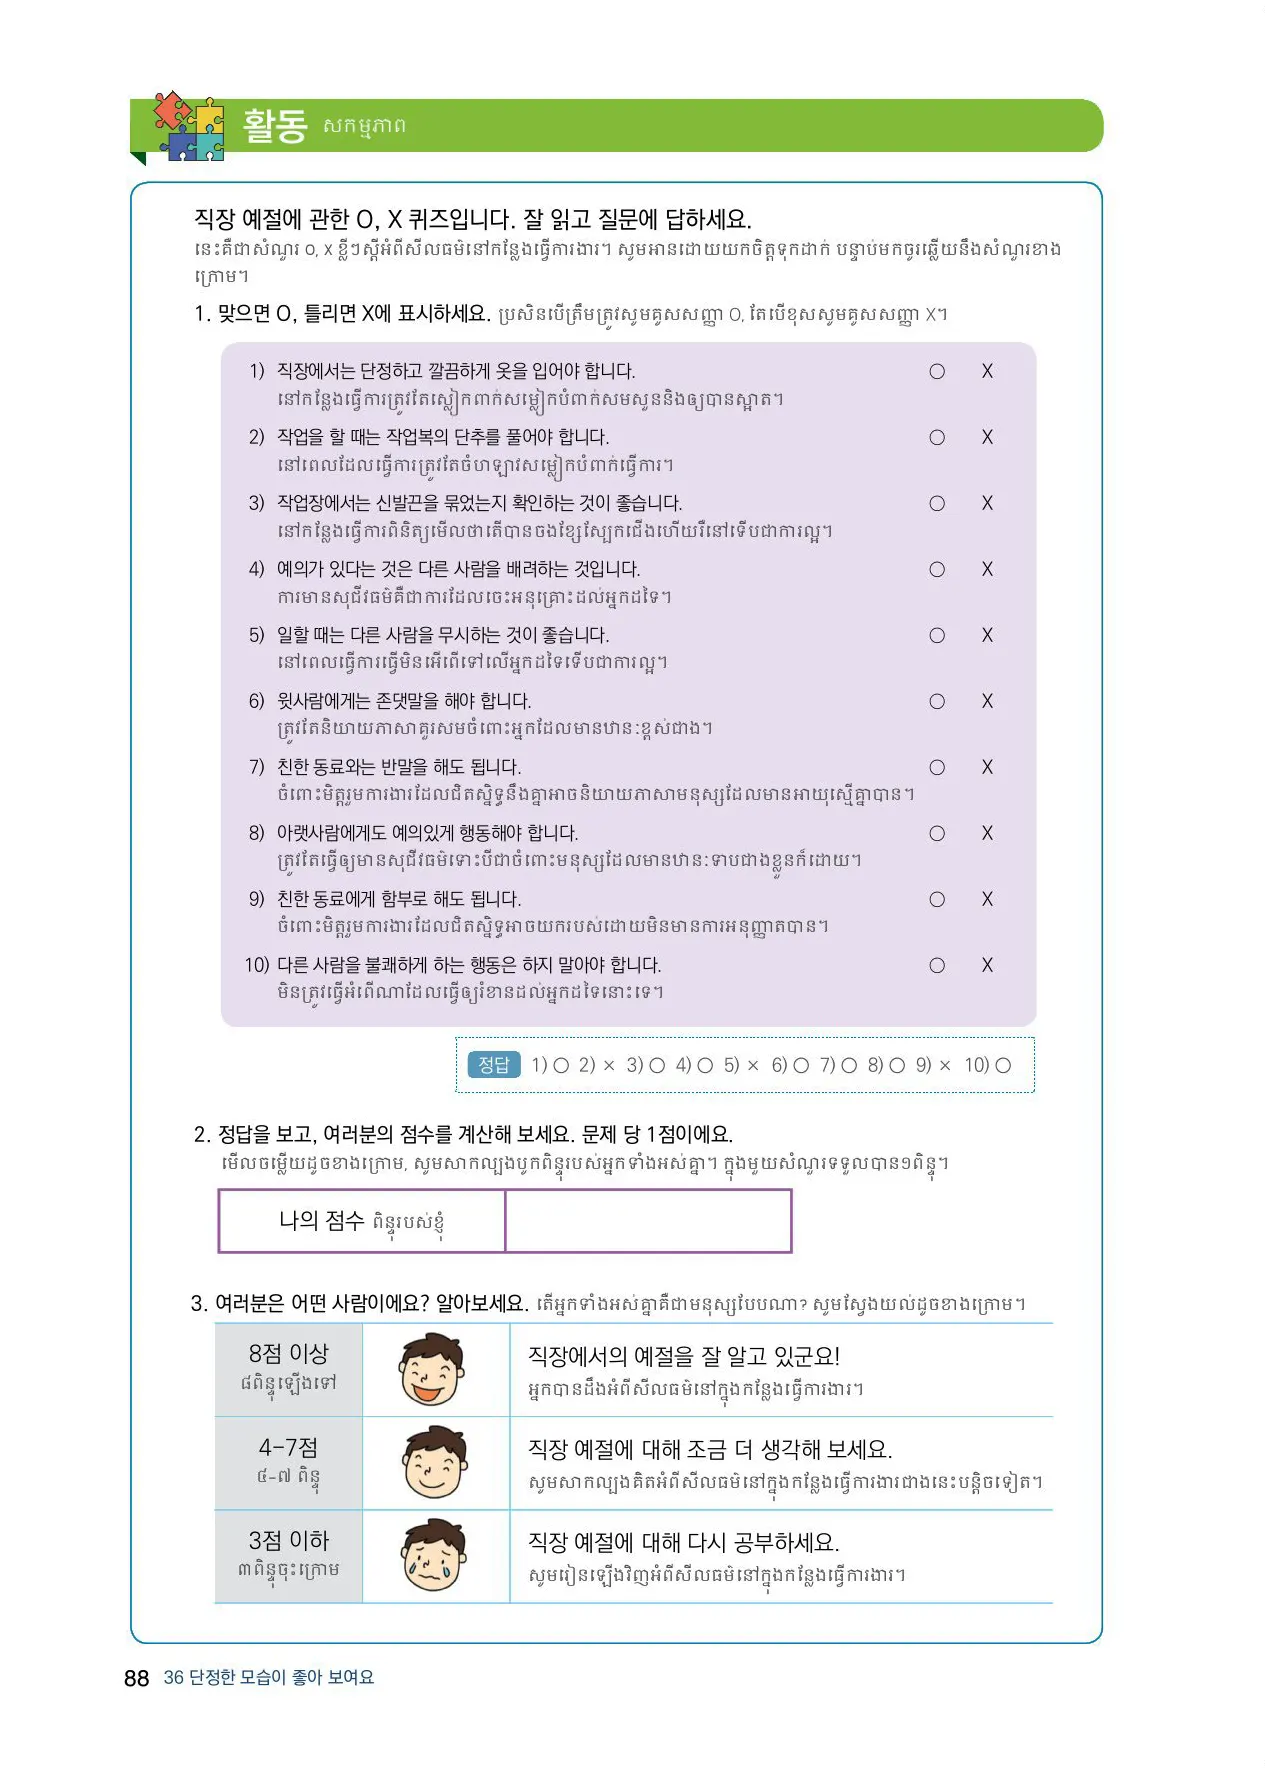 활동 សកម្មភាព
직장 예절에 관한 O, X 퀴즈입니다. 잘 읽고 질문에 답하세요.
នេះគឺជាសំណួរ O, X ខ្លីៗស្តីអំពីសីលធម៌នៅកន្លែងធ្វើការងារ។ សូមអានដោយយកចិត្តទុកដាក់ បន្ទាប់មកចូរឆ្លើយនឹងសំណួរខាង
ក្រោម។
1. 맞으면 O, 틀리면 X에 표시하세요. ប្រសិនបើត្រឹមត្រូវសូមគូសសញ្ញា O, តែបើខុសសូមគូសសញ្ញា X។
1) 직장에서는 단정하고 깔끔하게 옷을 입어야 합니다. ○ X
នៅកន្លែងធ្វើការត្រូវតែស្លៀកពាក់សម្លៀកបំពាក់សមសួននិងឲ្យបានស្អាត។
2) 작업을 할 때는 작업복의 단추를 풀어야 합니다. ○ X
នៅពេលដែលធ្វើការត្រូវតែចំហឡាវសម្លៀកបំពាក់ធ្វើការ។
3) 작업장에서는 신발끈을 묶었는지 확인하는 것이 좋습니다. ○ X
នៅកន្លែងធ្វើការពិនិត្យមើលថាតើបានចងខ្សែស្បែកជើងហើយរឺនៅទើបជាការល្អ។
4) 예의가 있다는 것은 다른 사람을 배려하는 것입니다. ○ X
ការមានសុជីវធម៌គឺជាការដែលចេះអនុគ្រោះដល់អ្នកដទៃ។
5) 일할 때는 다른 사람을 무시하는 것이 좋습니다. ○ X
នៅពេលធ្វើការធ្វើមិនអើពើទៅលើអ្នកដទៃទើបជាការល្អ។
6) 윗사람에게는 존댓말을 해야 합니다. ○ X
ត្រូវតែនិយាយភាសាគួរសមចំពោះអ្នកដែលមានឋានៈខ្ពស់ជាង។
7) 친한 동료와는 반말을 해도 됩니다. ○ X
ចំពោះមិត្តរួមការងារដែលជិតស្និទ្ធនឹងគ្នាអាចនិយាយភាសាមនុស្សដែលមានអាយុស្មើគ្នាបាន។
8) 아랫사람에게도 예의있게 행동해야 합니다. ○ X
ត្រូវតែធ្វើឲ្យមានសុជីវធម៌ទោះបីជាចំពោះមនុស្សដែលមានឋានៈទាបជាងខ្លួនក៏ដោយ។
9) 친한 동료에게 함부로 해도 됩니다. ○ X
ចំពោះមិត្តរួមការងារដែលជិតស្និទ្ធអាចយករបស់ដោយមិនមានការអនុញ្ញាតបាន។
10) 다른 사람을 불쾌하게 하는 행동은 하지 말아야 합니다. ○ X
មិនត្រូវធ្វើអំពើណាដែលធ្វើឲ្យរំខានដល់អ្នកដទៃនោះទេ។
정답 1) ○ 2) × 3) ○ 4) ○ 5) × 6) ○ 7) ○ 8) ○ 9) × 10) ○
2. 정답을 보고, 여러분의 점수를 계산해 보세요. 문제 당 1점이에요.
មើលចម្លើយដូចខាងក្រោម, សូមសាកល្បងបូកពិន្ទុរបស់អ្នកទាំងអស់គ្នា។ ក្នុងមួយសំណួរទទួលបាន១ពិន្ទុ។
나의 점수 ពិន្ទុរបស់ខ្ញុំ
3. 여러분은 어떤 사람이에요? 알아보세요. តើអ្នកទាំងអស់គ្នាគឺជាមនុស្សបែបណា? សូមស្វែងយល់ដូចខាងក្រោម។
8점 이상
៨ពិន្ទុឡើងទៅ
직장에서의 예절을 잘 알고 있군요!
អ្នកបានដឹងអំពីសីលធម៌នៅក្នុងកន្លែងធ្វើការងារ។
4-7점
៤-៧ ពិន្ទុ
직장 예절에 대해 조금 더 생각해 보세요.
សូមសាកល្បងគិតអំពីសីលធម៌នៅក្នុងកន្លែងធ្វើការងារជាងនេះបន្តិចទៀត។
3점 이하
៣ពិន្ទុចុះក្រោម
직장 예절에 대해 다시 공부하세요.
សូមរៀនឡើងវិញអំពីសីលធម៌នៅក្នុងកន្លែងធ្វើការងារ។
88 36 단정한 모습이 좋아 보여요